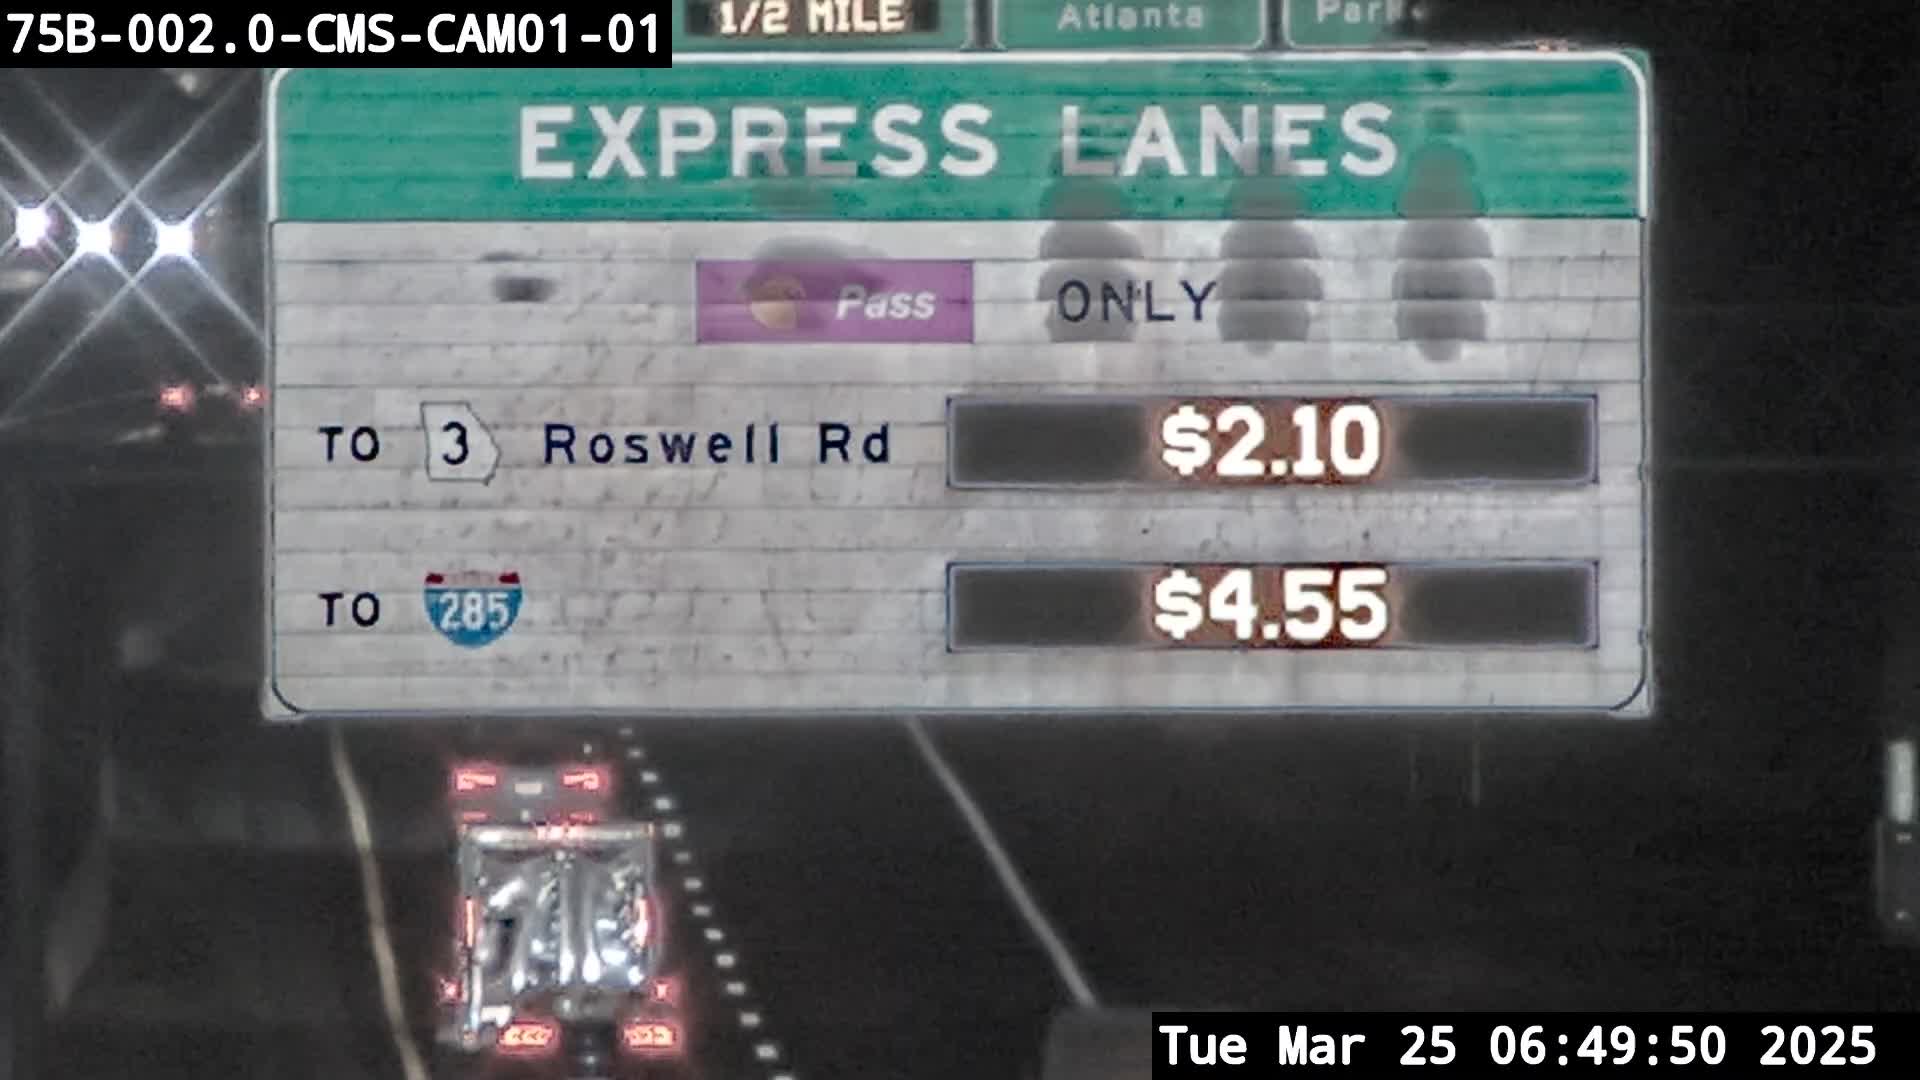 75B-002.0-CMS-CAM01-01
1/2 MILE
Atlanta
EXPRESS LANES
Pass ONLY
TO 3 Roswell Rd $2.10
TO 285 $4.55
Tue Mar 25 06:49:50 2025